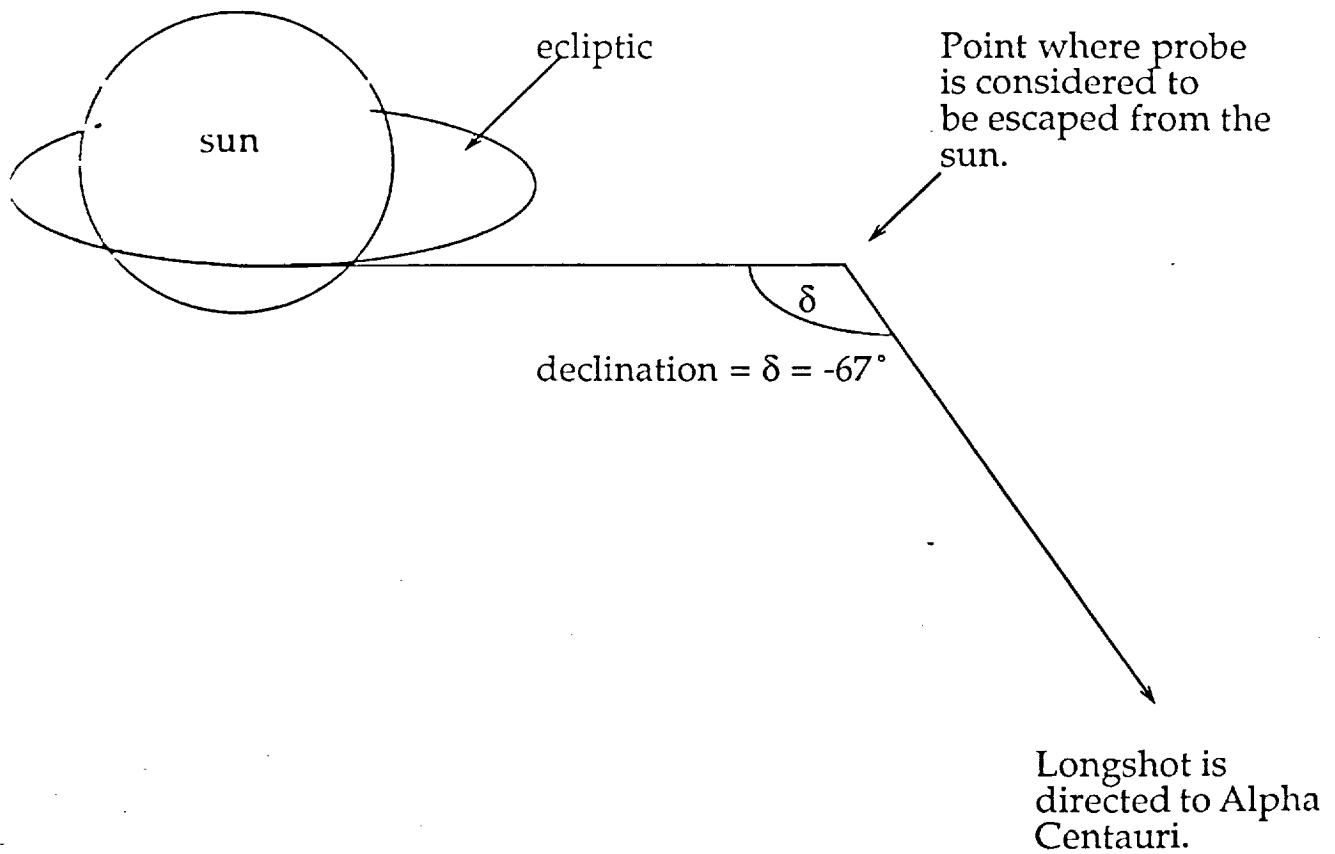 ecliptic
Point where probe
is considered to
be escaped from the
sun.
sun
δ
declination = δ = -67°
Longshot is
directed to Alpha
Centauri.